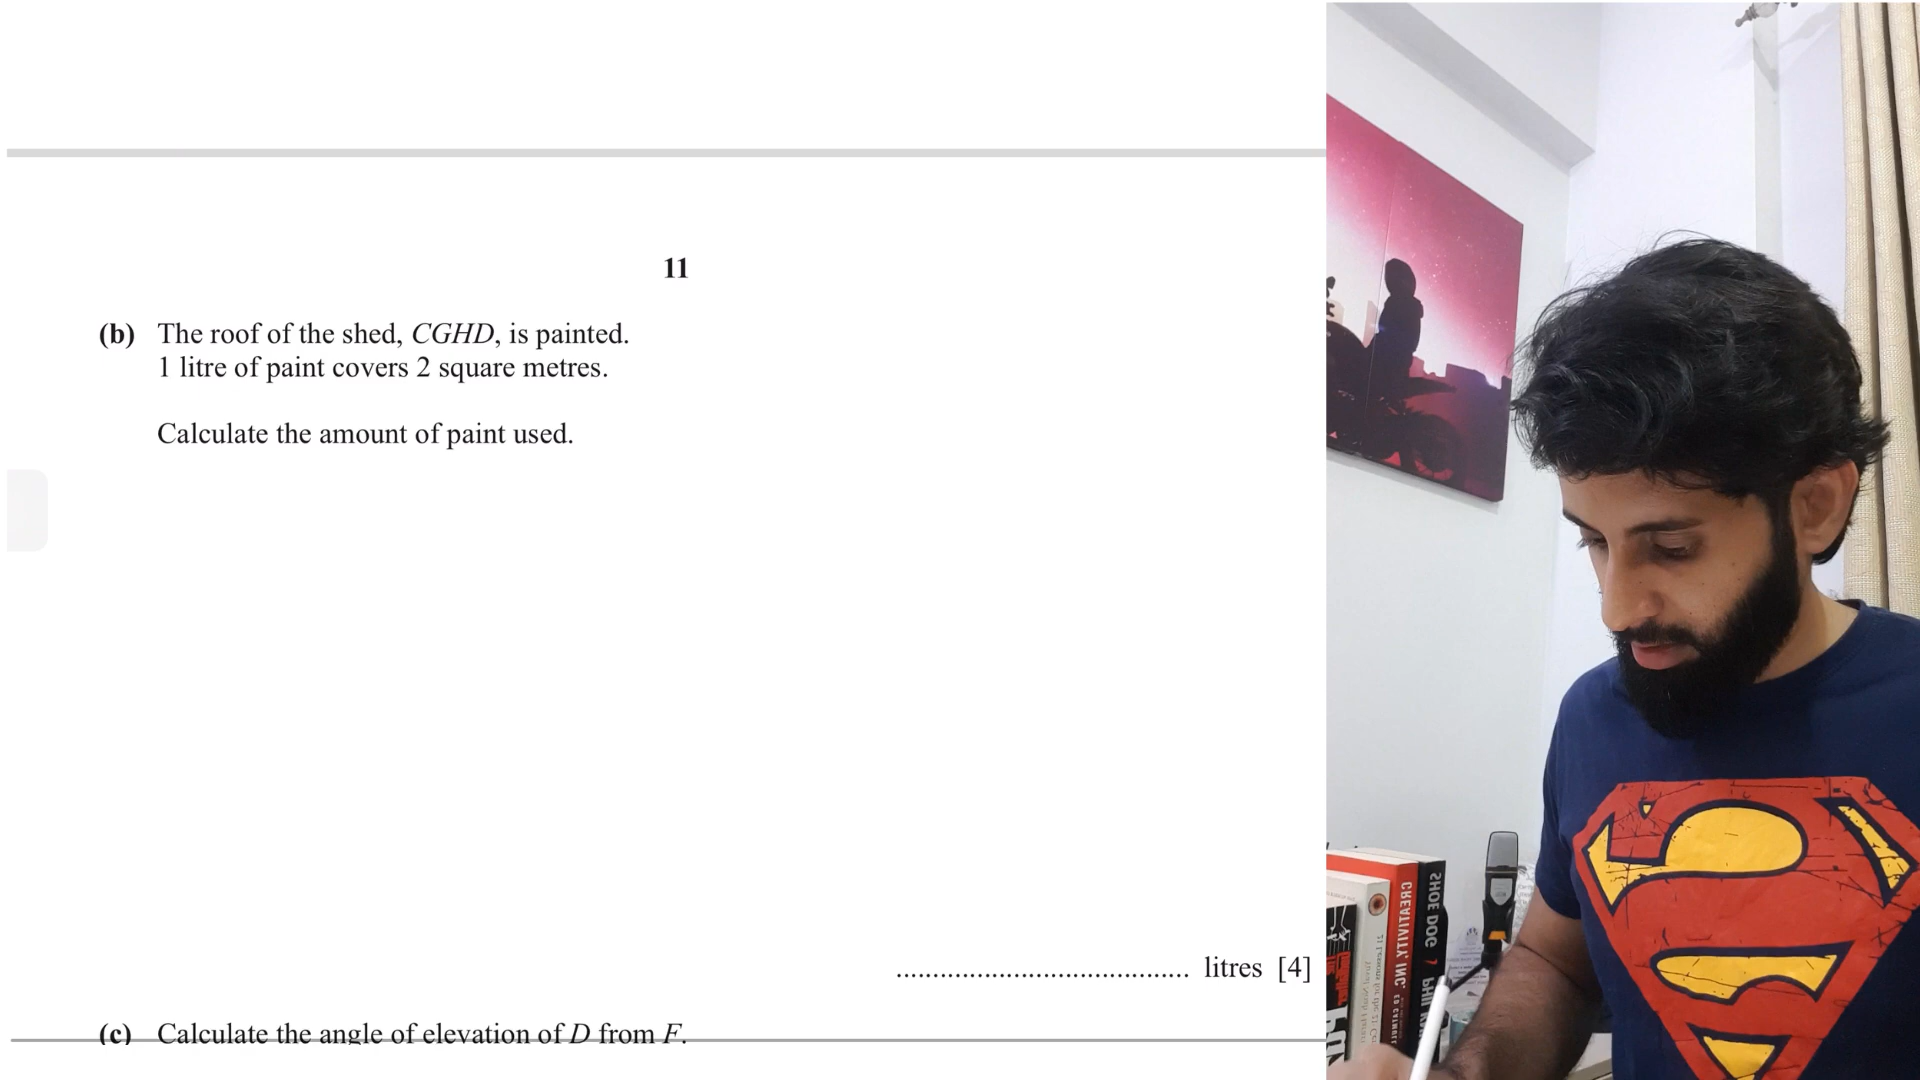 11
(b) The roof of the shed, CGHD, is painted.
1 litre of paint covers 2 square metres.
Calculate the amount of paint used.
........................................ litres [4]
(c) Calculate the angle of elevation of D from F.
SHOE DOG
CREATIVITY, INC.